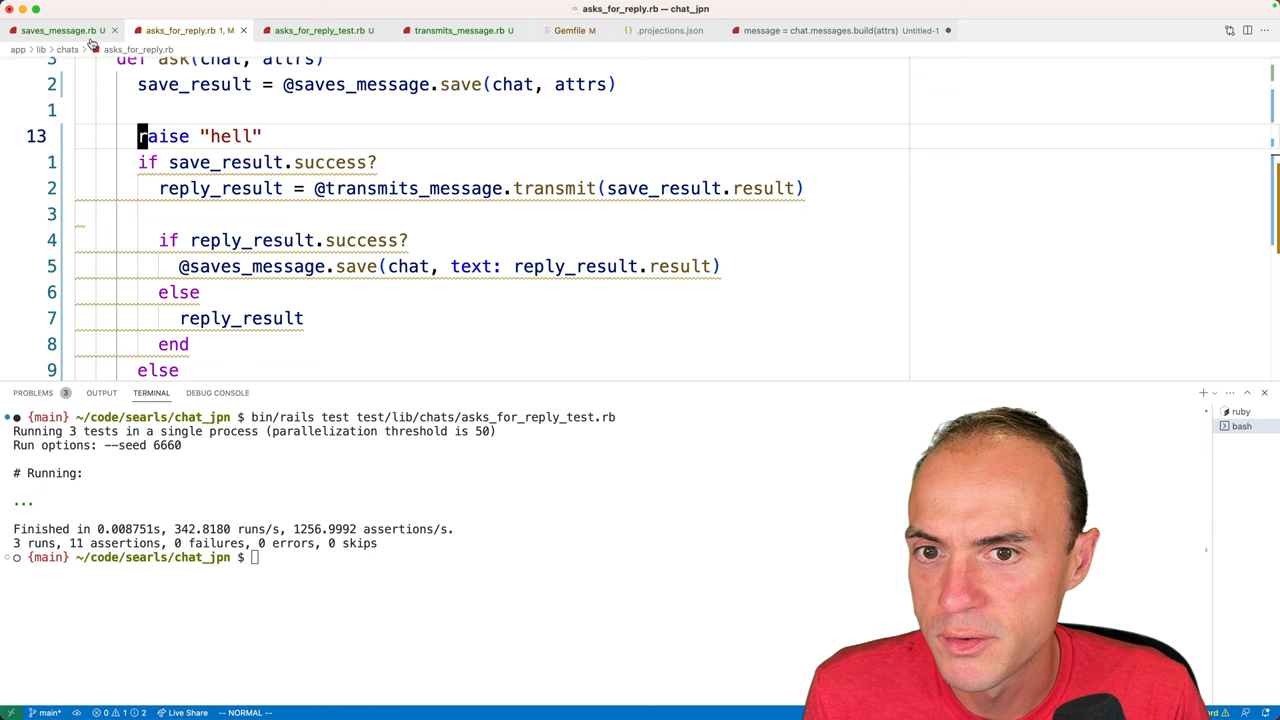 asks_for_reply.rb — chat_jpn
saves_message.rb U
asks_for_reply.rb 1, M
asks_for_reply_test.rb U
transmits_message.rb U
Gemfile M
.projections.json
message = chat.messages.build(attrs) Untitled-1
app › lib › chats › asks_for_reply.rb
3 def ask(chat, attrs)
2 save_result = @saves_message.save(chat, attrs)
1
13 raise "hell"
1 if save_result.success?
2 reply_result = @transmits_message.transmit(save_result.result)
3
4 if reply_result.success?
5 @saves_message.save(chat, text: reply_result.result)
6 else
7 reply_result
8 end
9 else
PROBLEMS 3 OUTPUT TERMINAL DEBUG CONSOLE
{main} ~/code/searls/chat_jpn $ bin/rails test test/lib/chats/asks_for_reply_test.rb
Running 3 tests in a single process (parallelization threshold is 50)
Run options: --seed 6660
# Running:
...
Finished in 0.008751s, 342.8180 runs/s, 1256.9992 assertions/s.
3 runs, 11 assertions, 0 failures, 0 errors, 0 skips
{main} ~/code/searls/chat_jpn $
ruby
bash
main* 0 1 2 Live Share -- NORMAL --